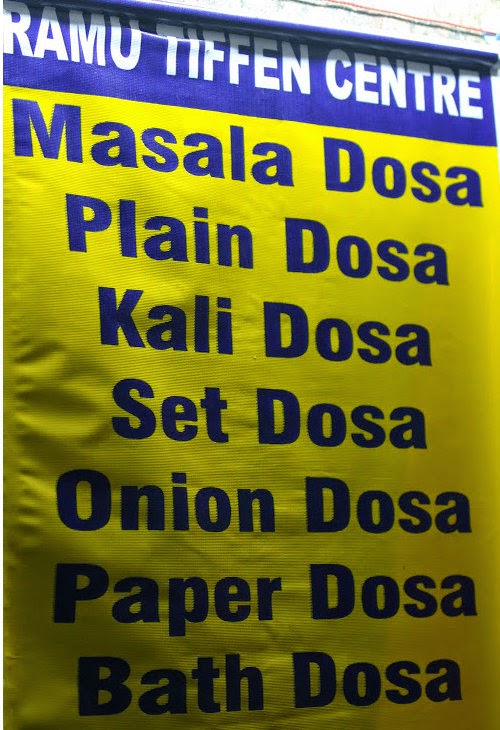 RAMU TIFFEN CENTRE
Masala Dosa
Plain Dosa
Kali Dosa
Set Dosa
Onion Dosa
Paper Dosa
Bath Dosa